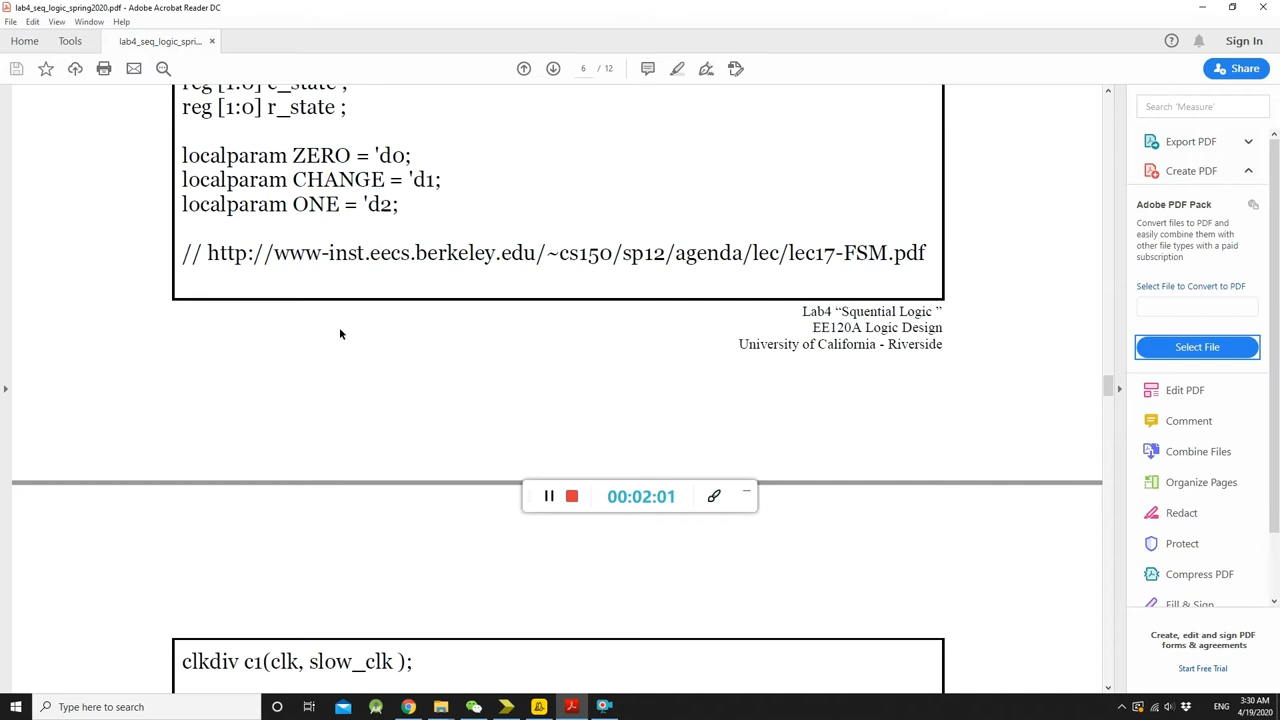 lab4_seq_logic_spring2020.pdf - Adobe Acrobat Reader DC
File Edit View Window Help
Home Tools lab4_seq_logic_spri... × Sign In
6 / 12 Share
reg [1:0] c_state ;
reg [1:0] r_state ;
localparam ZERO = 'd0;
localparam CHANGE = 'd1;
localparam ONE = 'd2;
// http://www-inst.eecs.berkeley.edu/~cs150/sp12/agenda/lec/lec17-FSM.pdf
Lab4 “Squential Logic ”
EE120A Logic Design
University of California - Riverside
00:02:01
clkdiv c1(clk, slow_clk );
Search 'Measure'
Export PDF
Create PDF
Adobe PDF Pack
Convert files to PDF and
easily combine them with
other file types with a paid
subscription
Select File to Convert to PDF
Select File
Edit PDF
Comment
Combine Files
Organize Pages
Redact
Protect
Compress PDF
Fill & Sign
Create, edit and sign PDF
forms & agreements
Start Free Trial
Type here to search
ENG
3:30 AM
4/19/2020